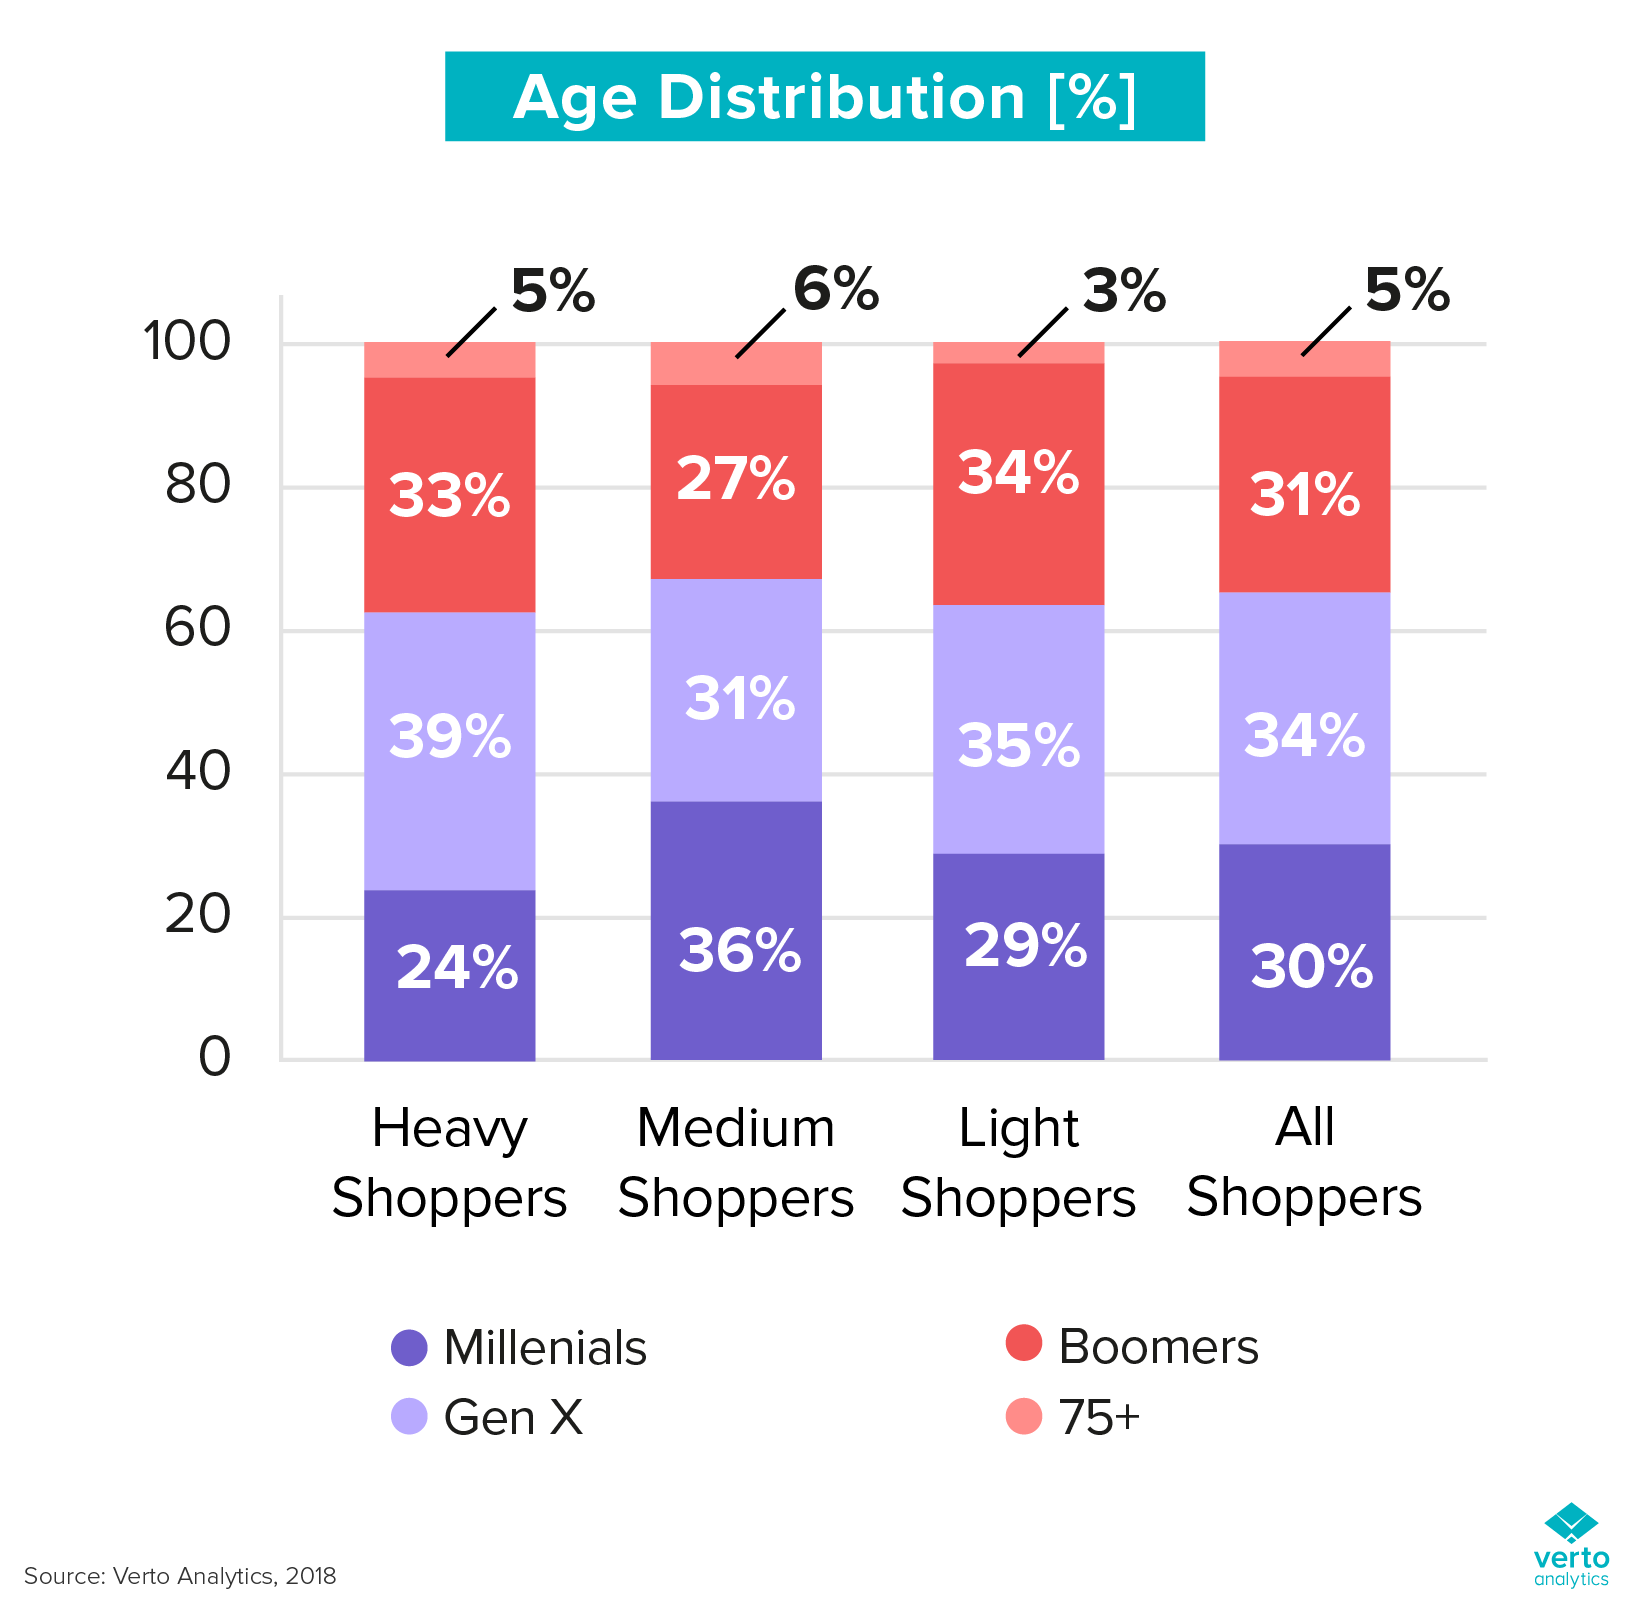 Age Distribution [%]
5%
6%
3%
5%
100
80
60
40
20
0
33%
27%
34%
31%
39%
31%
35%
34%
24%
36%
29%
30%
Heavy
Shoppers
Medium
Shoppers
Light
Shoppers
All
Shoppers
Millenials
Gen X
Boomers
75+
Source: Verto Analytics, 2018
verto
analytics